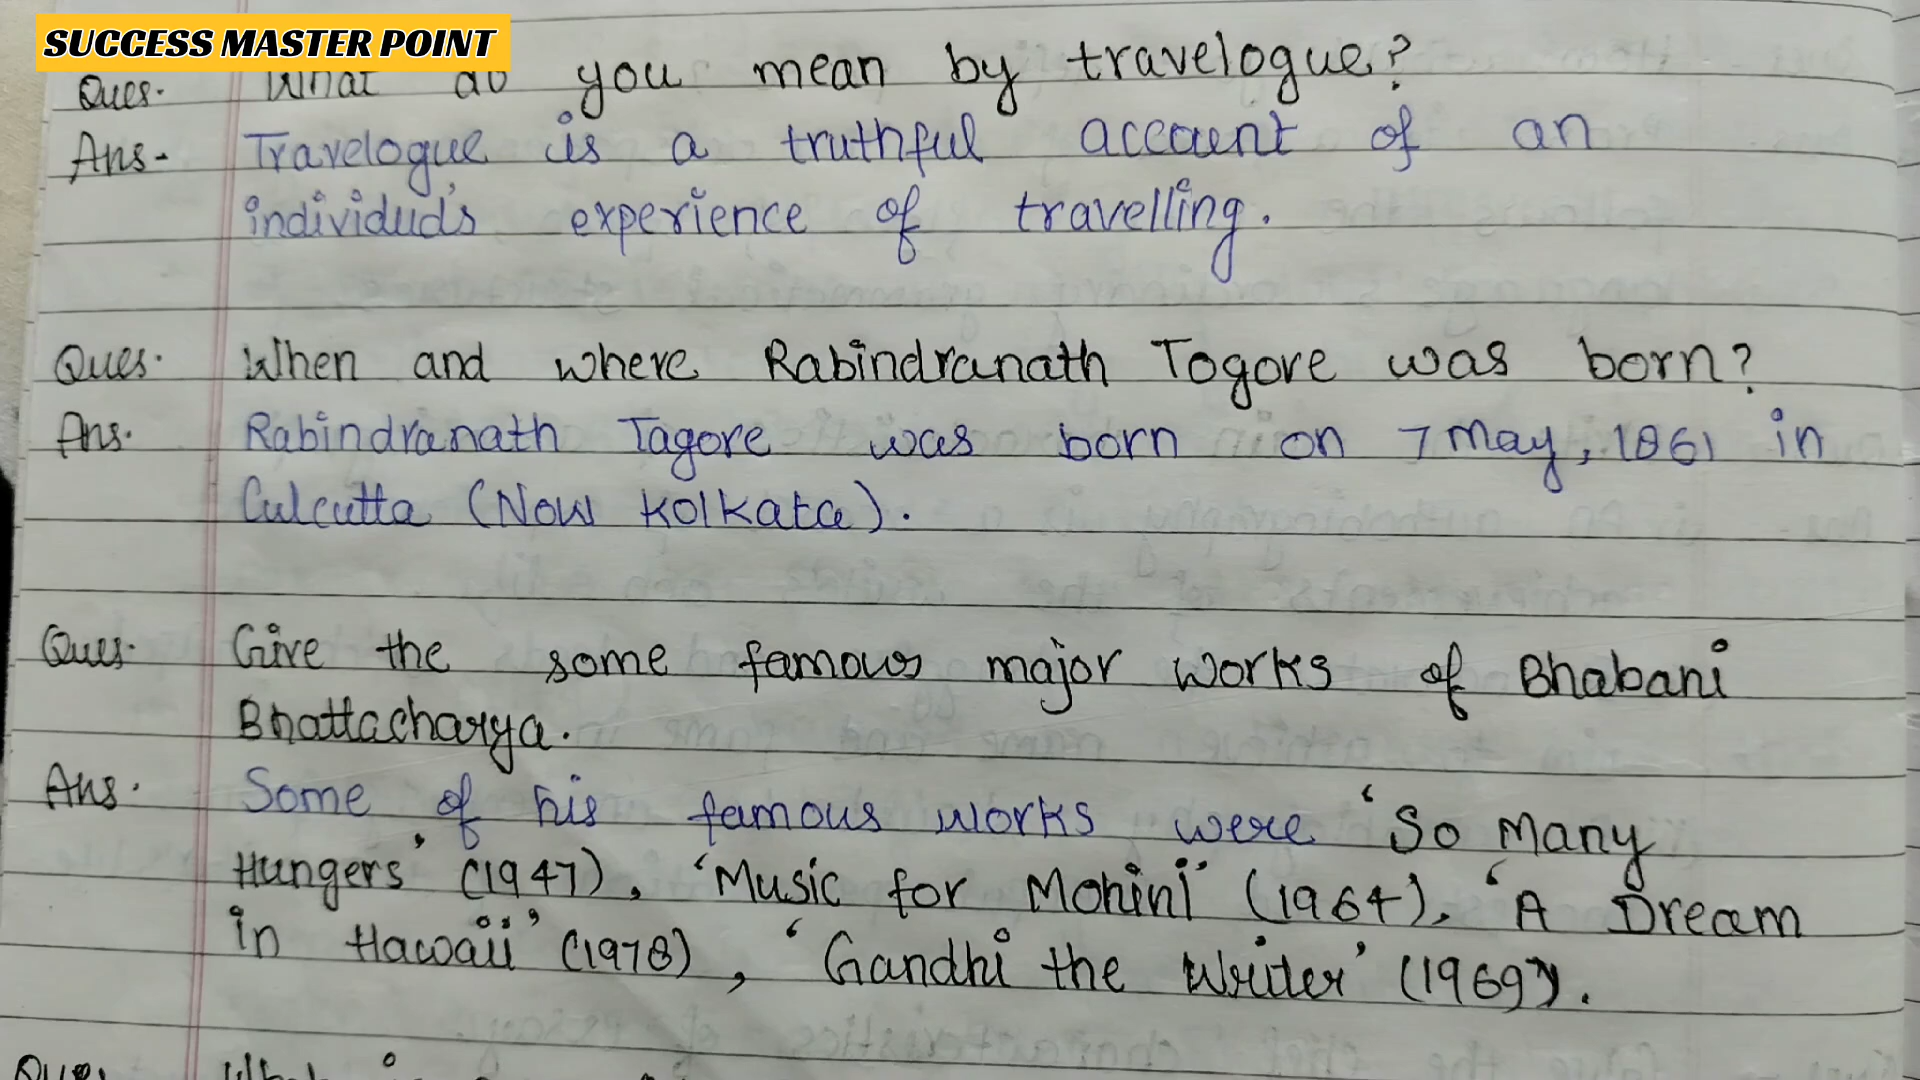 SUCCESS MASTER POINT
Ques. What do you mean by travelogue?
Ans- Travelogue is a truthful account of an
individud's experience of travelling.
Ques. When and where Rabindranath Togore was born?
Ans. Rabindranath Tagore was born on 7 May, 1861 in
Culcutta (Now Kolkata).
Ques. Give the some famous major works of Bhabani
Bhattacharya.
Ans. Some of his famous works were 'So Many
Hungers' (1947), 'Music for Mohini' (1964), 'A Dream
in Hawaii' (1978), 'Gandhi the Writer' (1969).
Ques.